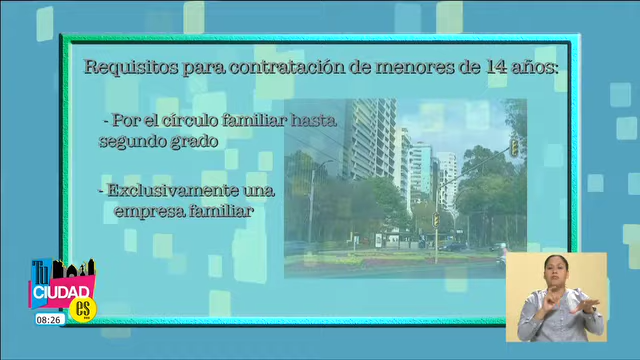 Requisitos para contratación de menores de 14 años:
- Por el círculo familiar hasta
segundo grado
- Exclusivamente una
empresa familiar
Tu
CIUDAD
es
08:26